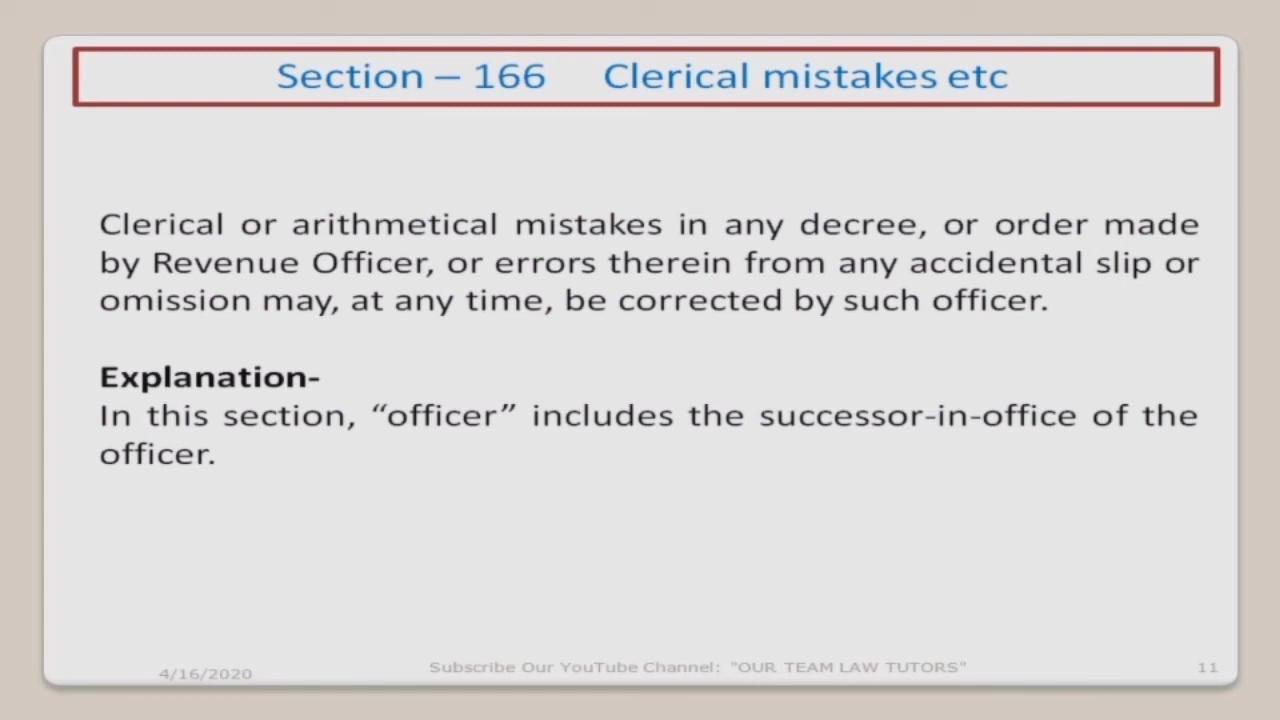 Section – 166 Clerical mistakes etc
Clerical or arithmetical mistakes in any decree, or order made
by Revenue Officer, or errors therein from any accidental slip or
omission may, at any time, be corrected by such officer.
Explanation-
In this section, “officer” includes the successor-in-office of the
officer.
4/16/2020
Subscribe Our YouTube Channel: "OUR TEAM LAW TUTORS"
11